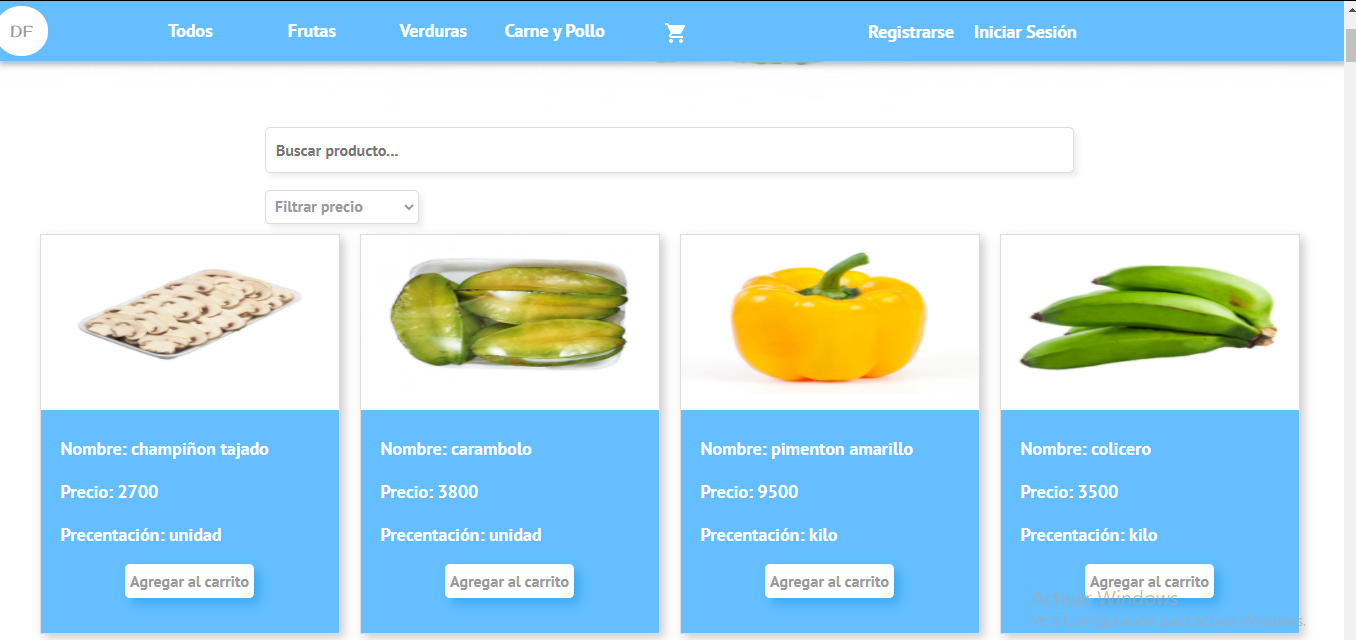 DF
Todos Frutas Verduras Carne y Pollo Registrarse Iniciar Sesión
Buscar producto...
Filtrar precio
Nombre: champiñon tajado
Precio: 2700
Precentación: unidad
Agregar al carrito
Nombre: carambolo
Precio: 3800
Precentación: unidad
Agregar al carrito
Nombre: pimenton amarillo
Precio: 9500
Precentación: kilo
Agregar al carrito
Nombre: colicero
Precio: 3500
Precentación: kilo
Agregar al carrito
Activar Windows
Ve a Configuración para activar Windows.